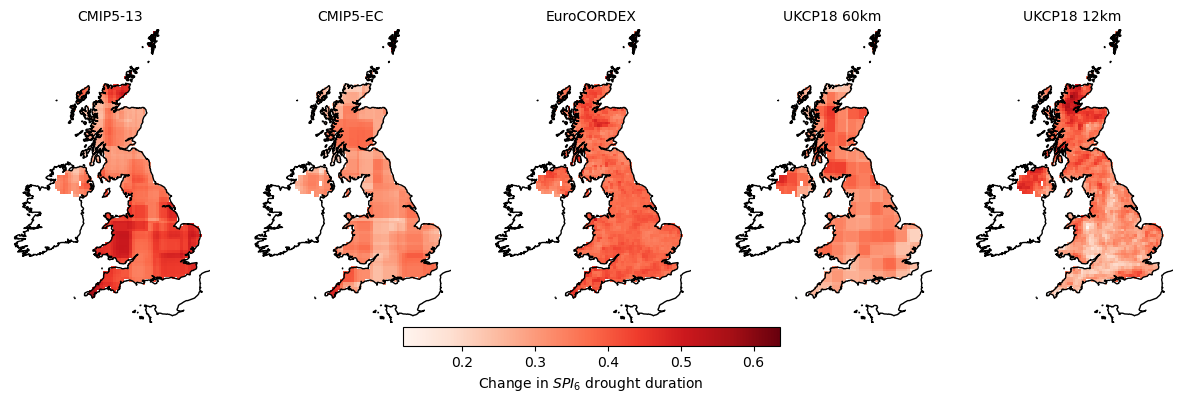 CMIP5-13 CMIP5-EC EuroCORDEX UKCP18 60km UKCP18 12km
0.2 0.3 0.4 0.5 0.6
Change in SPI6 drought duration